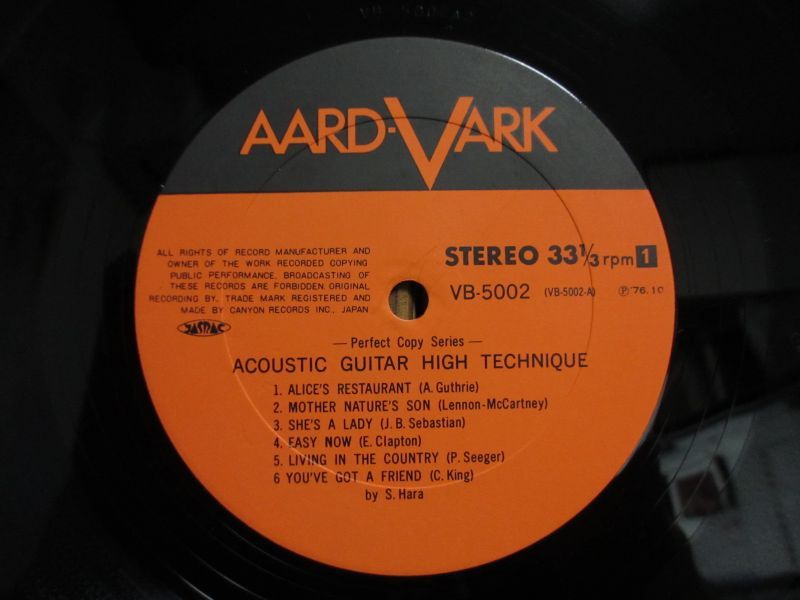 AARD-VARK
ALL RIGHTS OF RECORD MANUFACTURER AND
OWNER OF THE WORK RECORDED COPYING
PUBLIC PERFORMANCE, BROADCASTING OF
THESE RECORDS ARE FORBIDDEN. ORIGINAL
RECORDING BY, TRADE MARK REGISTERED AND
MADE BY CANYON RECORDS INC., JAPAN
JASRAC
STEREO 33⅓ rpm 1
VB-5002 (VB-5002-A) ℗'76.10
— Perfect Copy Series —
ACOUSTIC GUITAR HIGH TECHNIQUE
1. ALICE'S RESTAURANT (A. Guthrie)
2. MOTHER NATURE'S SON (Lennon-McCartney)
3. SHE'S A LADY (J. B. Sebastian)
4. EASY NOW (E. Clapton)
5. LIVING IN THE COUNTRY (P. Seeger)
6 YOU'VE GOT A FRIEND (C. King)
by S. Hara